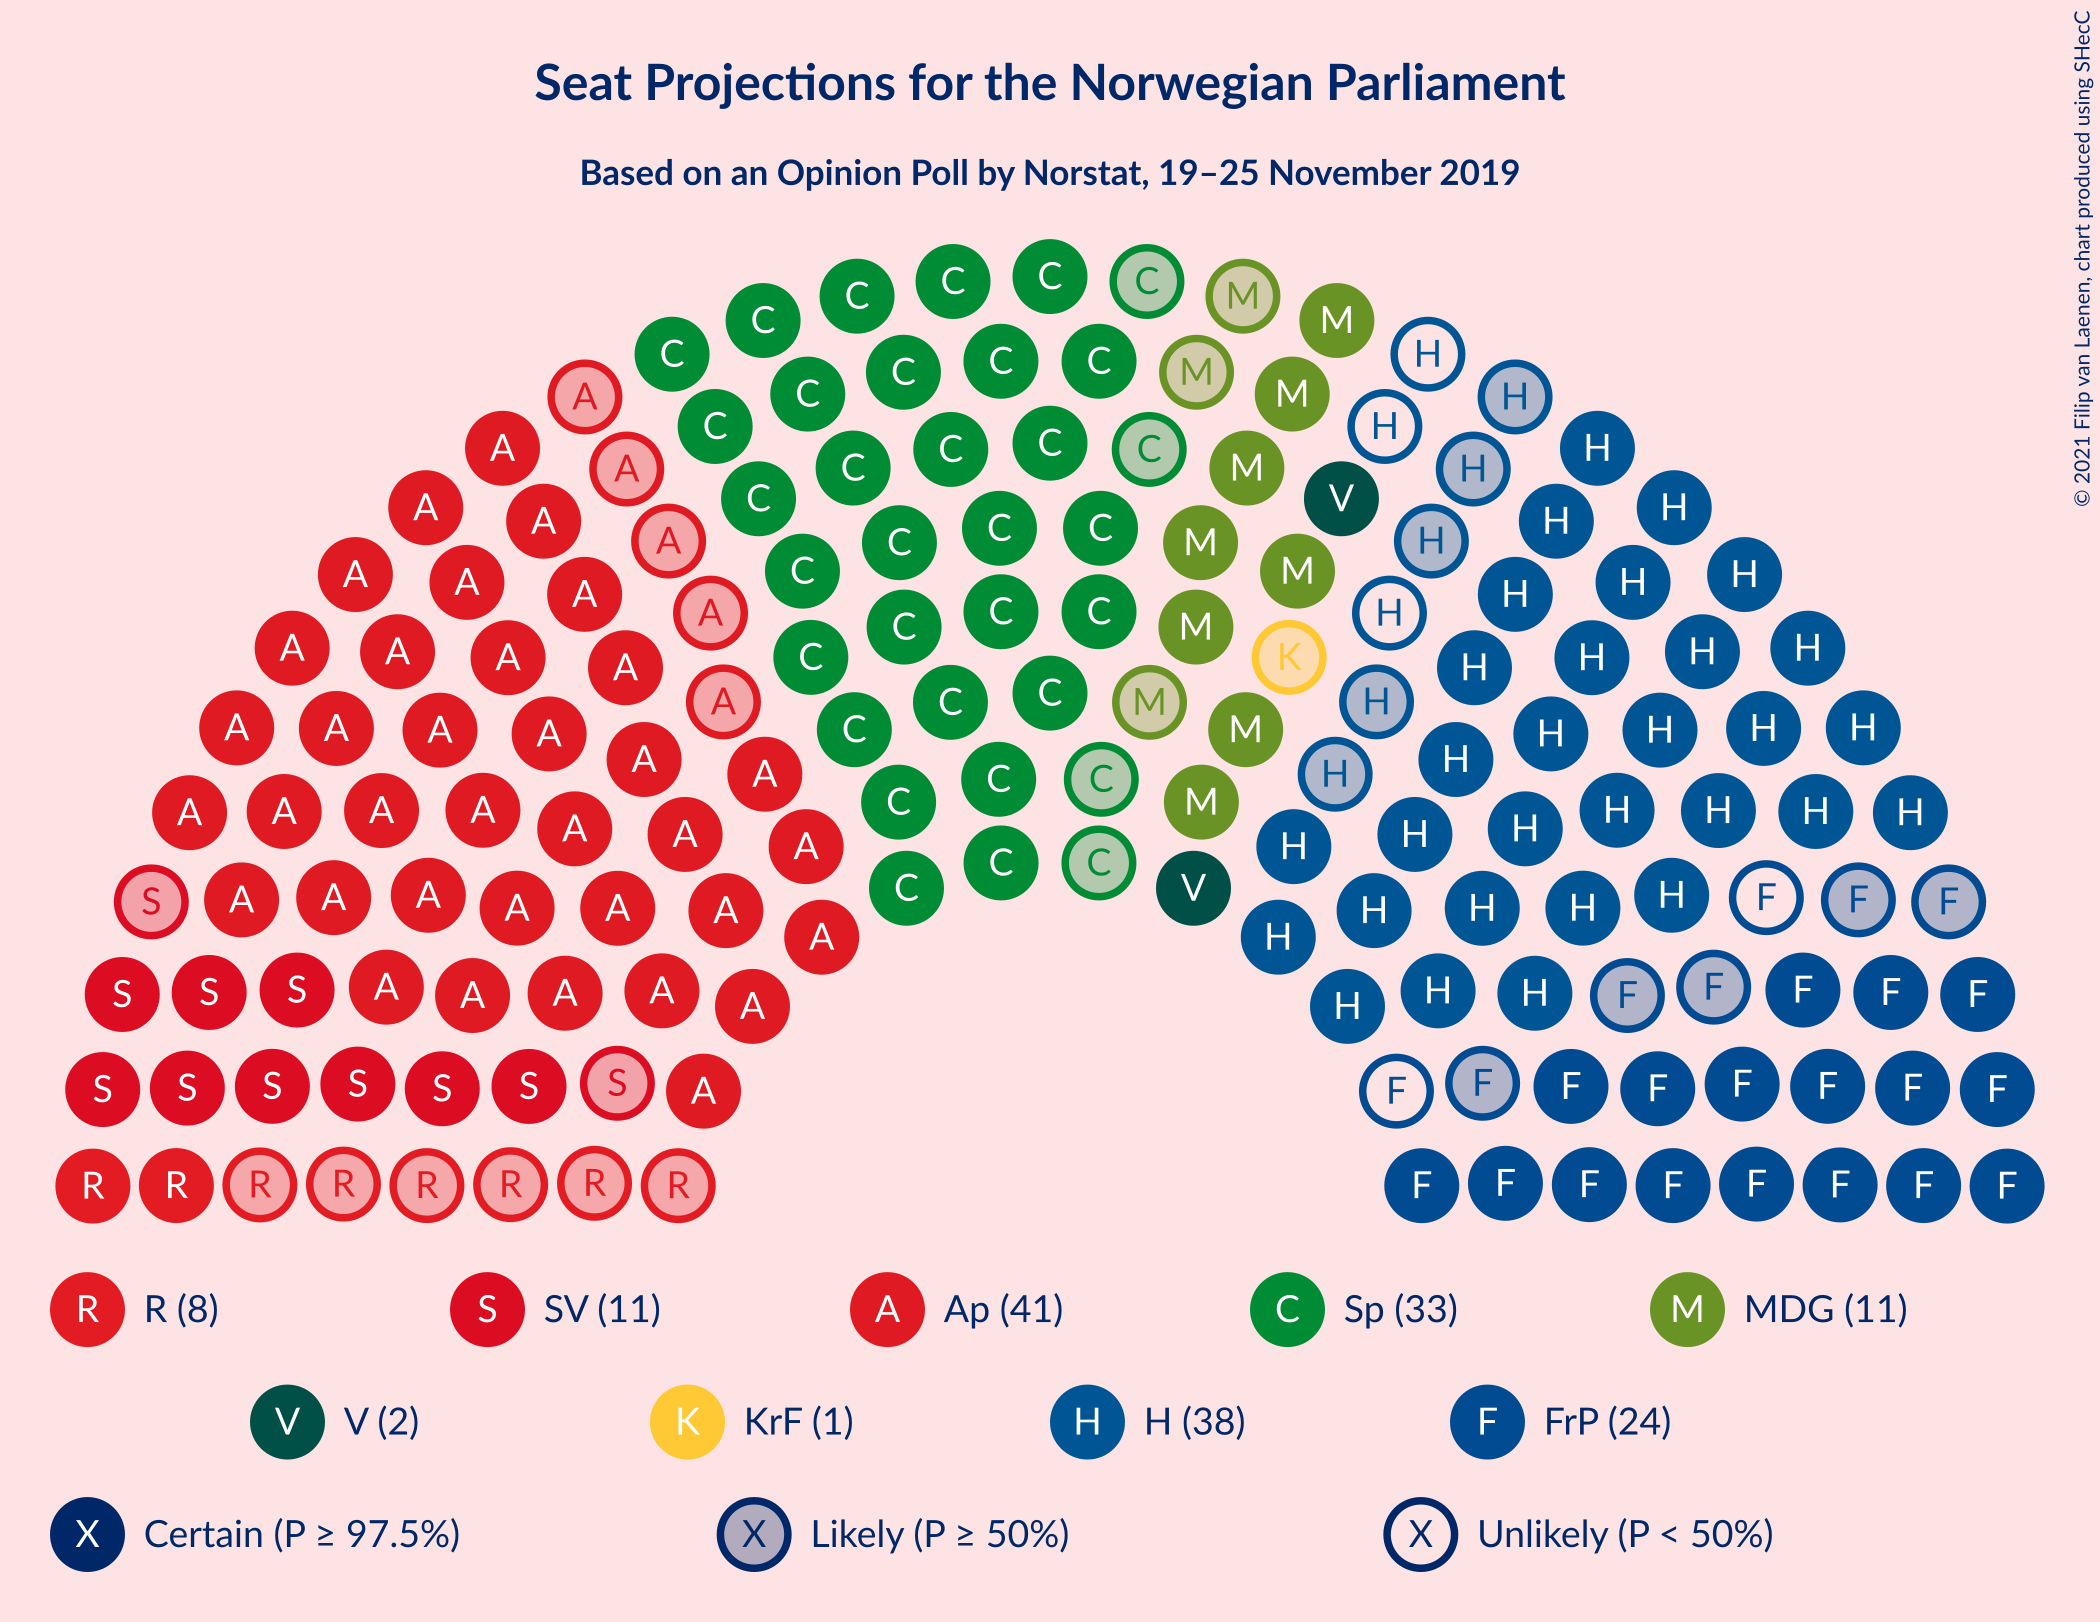 Seat Projections for the Norwegian Parliament
Based on an Opinion Poll by Norstat, 19–25 November 2019
© 2021 Filip van Laenen, chart produced using SHecC
C C C
C C M
C M
C H
A C C C C M M H H
A C C C H H
A C C C C M V H H
A A A C C M M H H
A A A C C C C M K H H H H
A A A A C C M H H H H
A A A A A A C C M H H H H H H
A A A A A A A C C C M H H H H H H H
S A A A A A A A C C C V H H H H H H F F F
S S S A A A A A H H H F F F F F
S S S S S S S A F F F F F F F F
R R R R R R R R F F F F F F F F
R R (8) S SV (11) A Ap (41) C Sp (33) M MDG (11)
V V (2) K KrF (1) H H (38) F FrP (24)
X Certain (P ≥ 97.5%) X Likely (P ≥ 50%) X Unlikely (P < 50%)